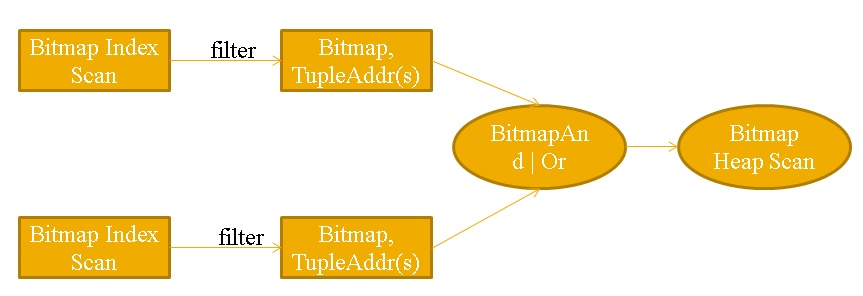 Bitmap Index
Scan
filter
Bitmap,
TupleAddr(s)
BitmapAn
d | Or
Bitmap
Heap Scan
Bitmap Index
Scan
filter
Bitmap,
TupleAddr(s)